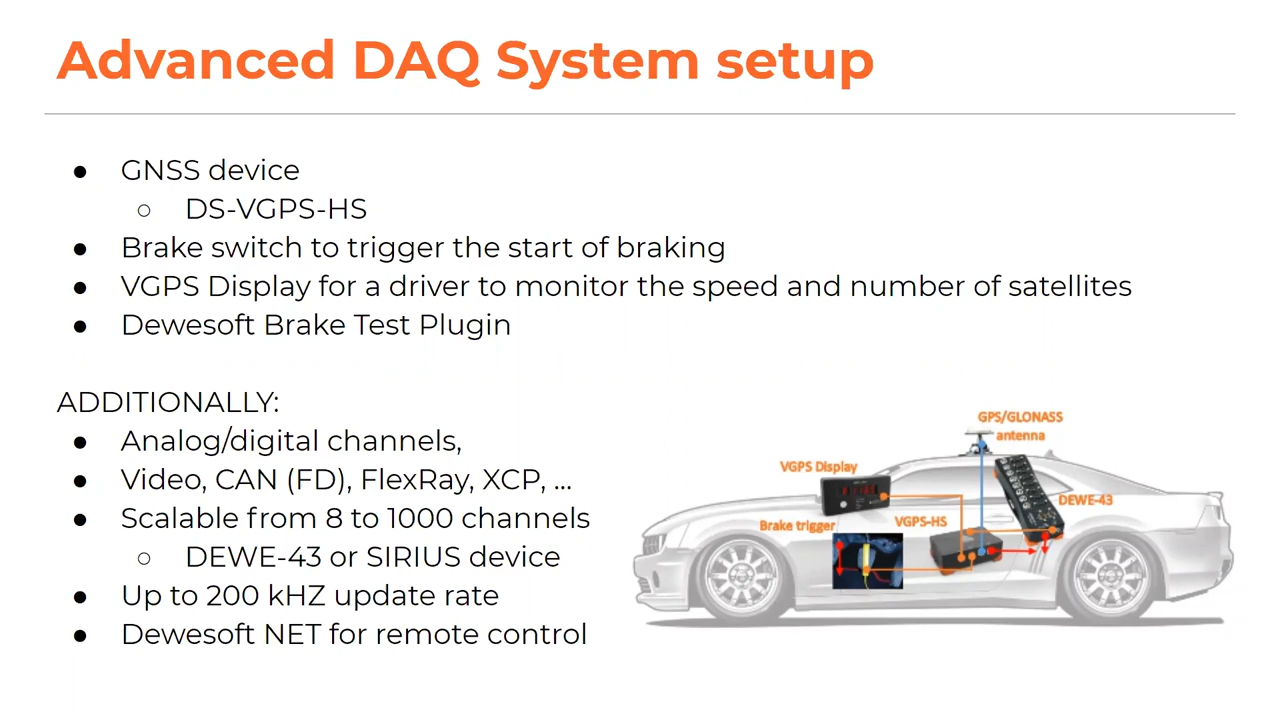 Advanced DAQ System setup
● GNSS device
○ DS-VGPS-HS
● Brake switch to trigger the start of braking
● VGPS Display for a driver to monitor the speed and number of satellites
● Dewesoft Brake Test Plugin
ADDITIONALLY:
● Analog/digital channels,
● Video, CAN (FD), FlexRay, XCP, ...
● Scalable from 8 to 1000 channels
○ DEWE-43 or SIRIUS device
● Up to 200 kHZ update rate
● Dewesoft NET for remote control
GPS/GLONASS
antenna
VGPS Display
DEWE-43
Brake trigger
VGPS-HS